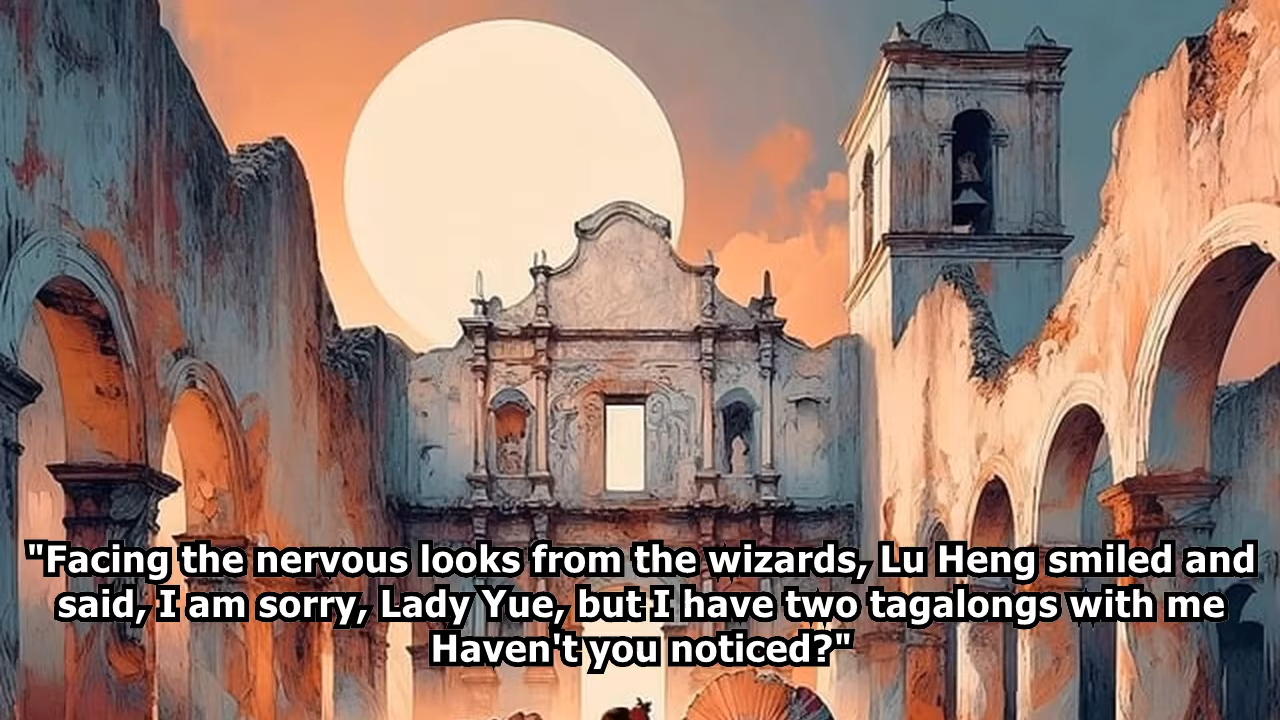 "Facing the nervous looks from the wizards, Lu Heng smiled and
said, I am sorry, Lady Yue, but I have two tagalongs with me
Haven't you noticed?"